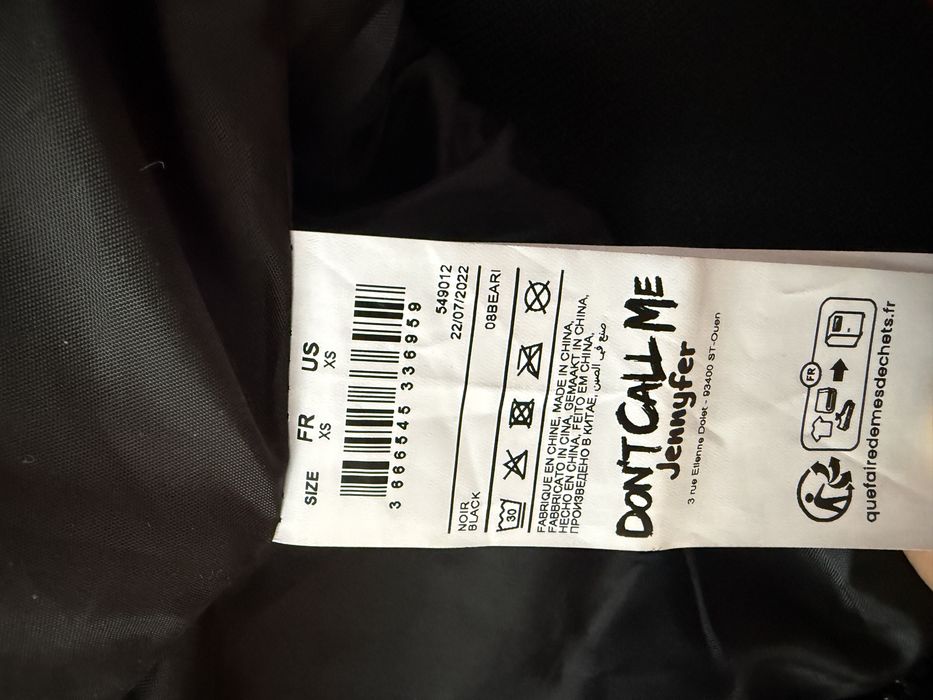 SIZE FR US
XS XS
3 666545 336959
549012
22/07/2022
NOIR
BLACK
08BEARI
30
FABRIQUE EN CHINE, MADE IN CHINA,
FABBRICATO IN CINA, GEMAAKT IN CHINA,
HECHO EN CHINA, FEITO EM CHINA,
ПРОИЗВЕДЕНО В КИТАЕ, صنع في الصين
DON'T CALL ME
Jennyfer
3 rue Etienne Dolet - 93400 ST-Ouen
FR
quefairedemesdechets.fr